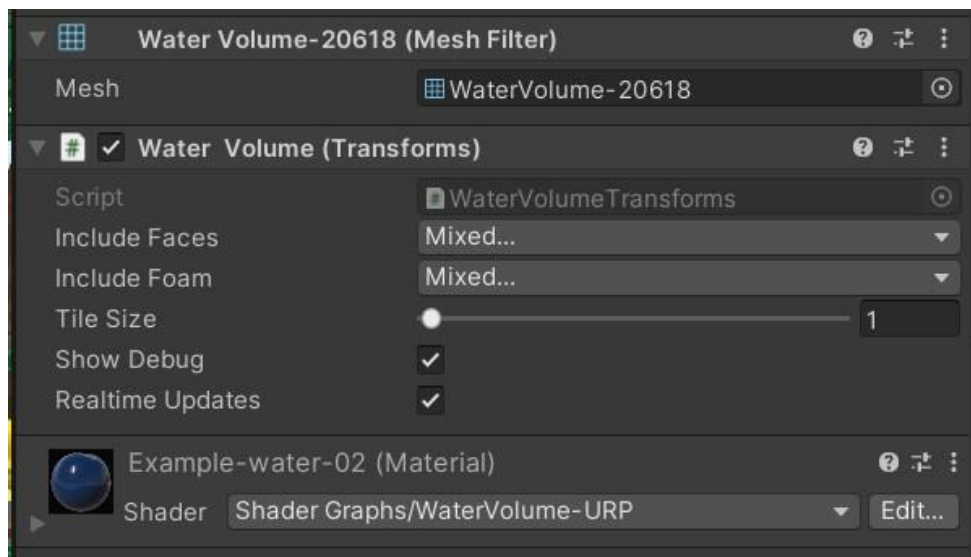 Water Volume-20618 (Mesh Filter)
Mesh WaterVolume-20618
# Water Volume (Transforms)
Script WaterVolumeTransforms
Include Faces Mixed...
Include Foam Mixed...
Tile Size 1
Show Debug
Realtime Updates
Example-water-02 (Material)
Shader Shader Graphs/WaterVolume-URP Edit...